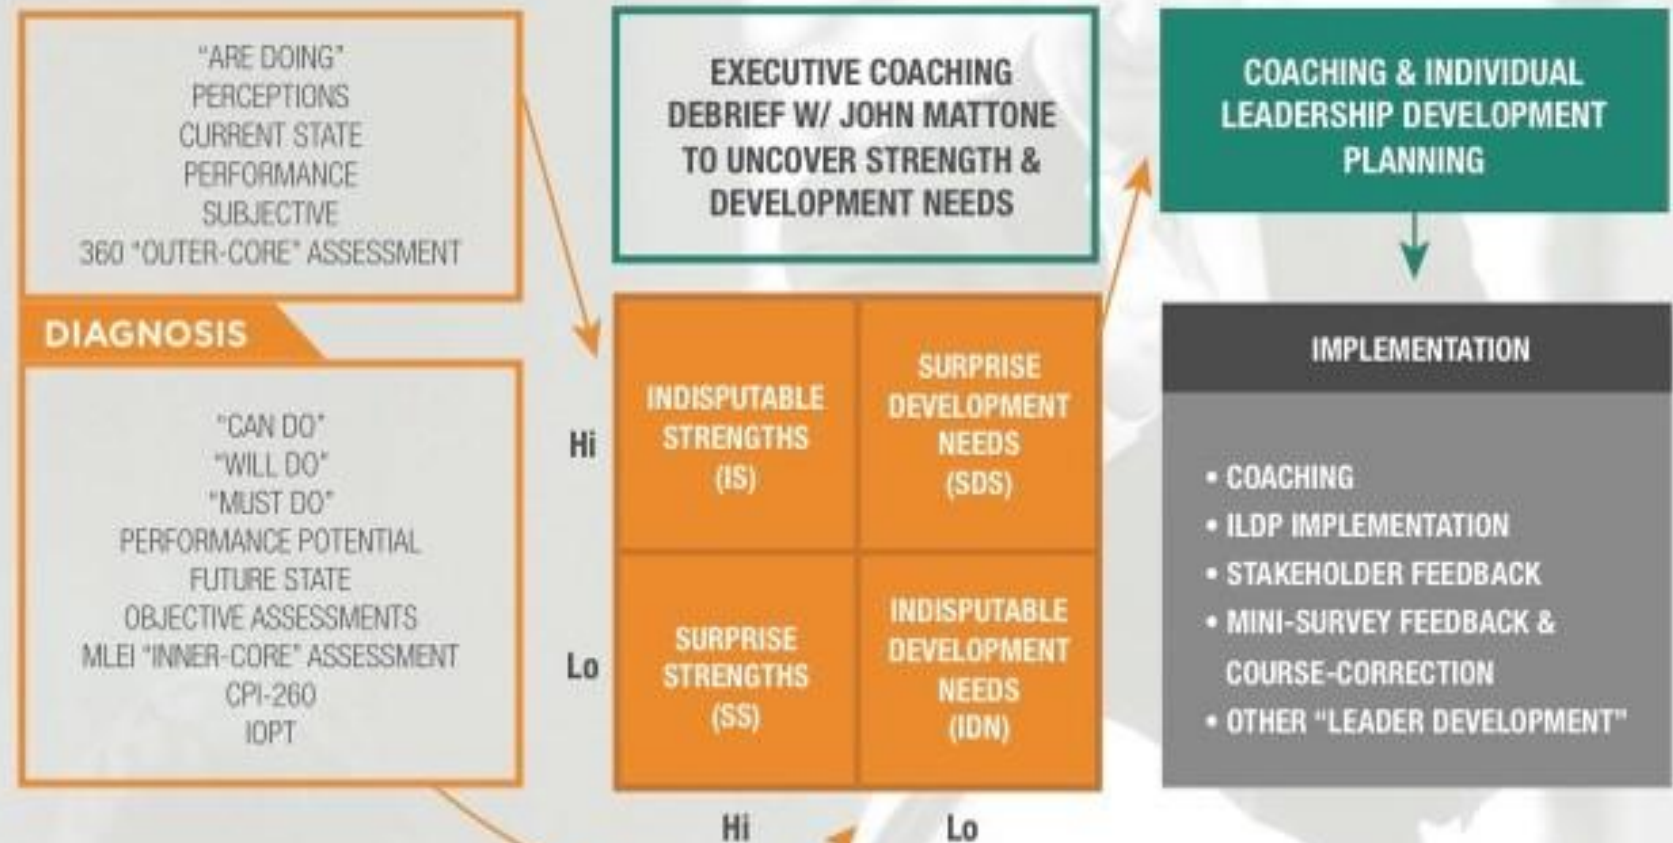 "ARE DOING"
PERCEPTIONS
CURRENT STATE
PERFORMANCE
SUBJECTIVE
360 "OUTER-CORE" ASSESSMENT
DIAGNOSIS
"CAN DO"
"WILL DO"
"MUST DO"
PERFORMANCE POTENTIAL
FUTURE STATE
OBJECTIVE ASSESSMENTS
MLEI "INNER-CORE" ASSESSMENT
CPI-260
IOPT
EXECUTIVE COACHING
DEBRIEF W/ JOHN MATTONE
TO UNCOVER STRENGTH &
DEVELOPMENT NEEDS
Hi
INDISPUTABLE
STRENGTHS
(IS)
SURPRISE
DEVELOPMENT
NEEDS
(SDS)
Lo
SURPRISE
STRENGTHS
(SS)
INDISPUTABLE
DEVELOPMENT
NEEDS
(IDN)
Hi
Lo
COACHING & INDIVIDUAL
LEADERSHIP DEVELOPMENT
PLANNING
IMPLEMENTATION
• COACHING
• ILDP IMPLEMENTATION
• STAKEHOLDER FEEDBACK
• MINI-SURVEY FEEDBACK &
COURSE-CORRECTION
• OTHER "LEADER DEVELOPMENT"